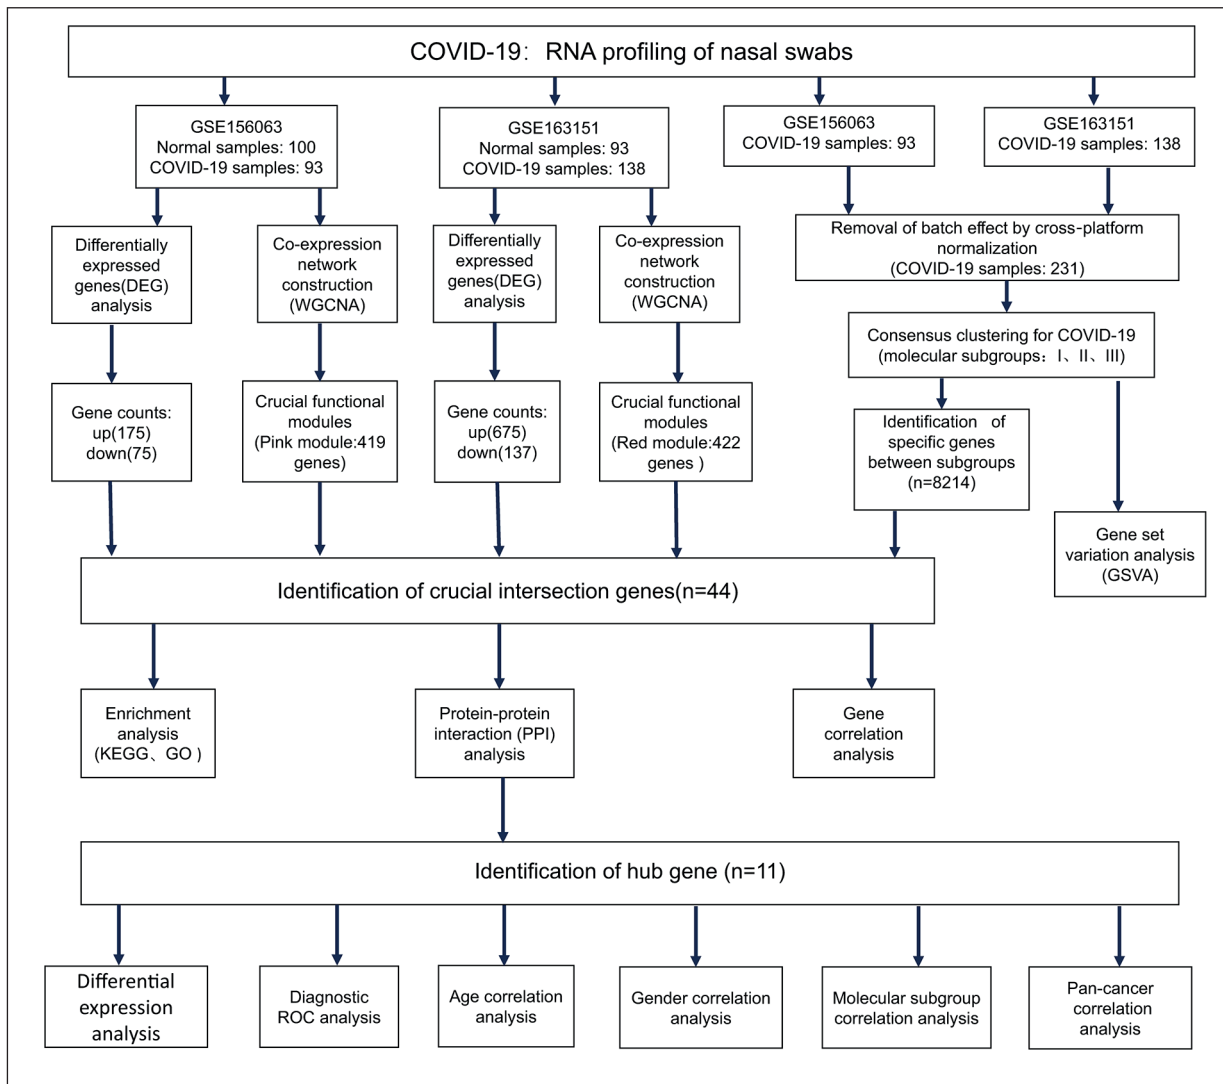 COVID-19：RNA profiling of nasal swabs
GSE156063
Normal samples: 100
COVID-19 samples: 93
GSE163151
Normal samples: 93
COVID-19 samples: 138
GSE156063
COVID-19 samples: 93
GSE163151
COVID-19 samples: 138
Differentially
expressed
genes(DEG)
analysis
Co-expression
network
construction
(WGCNA)
Differentially
expressed
genes(DEG)
analysis
Co-expression
network
construction
(WGCNA)
Removal of batch effect by cross-platform
normalization
(COVID-19 samples: 231)
Consensus clustering for COVID-19
(molecular subgroups：I、II、III)
Gene counts:
up(175)
down(75)
Crucial functional
modules
(Pink module:419
genes)
Gene counts:
up(675)
down(137)
Crucial functional
modules
(Red module:422
genes )
Identification of
specific genes
between subgroups
(n=8214)
Gene set
variation analysis
(GSVA)
Identification of crucial intersection genes(n=44)
Enrichment
analysis
(KEGG、GO )
Protein-protein
interaction (PPI)
analysis
Gene
correlation
analysis
Identification of hub gene (n=11)
Differential
expression
analysis
Diagnostic
ROC analysis
Age correlation
analysis
Gender correlation
analysis
Molecular subgroup
correlation analysis
Pan-cancer
correlation
analysis